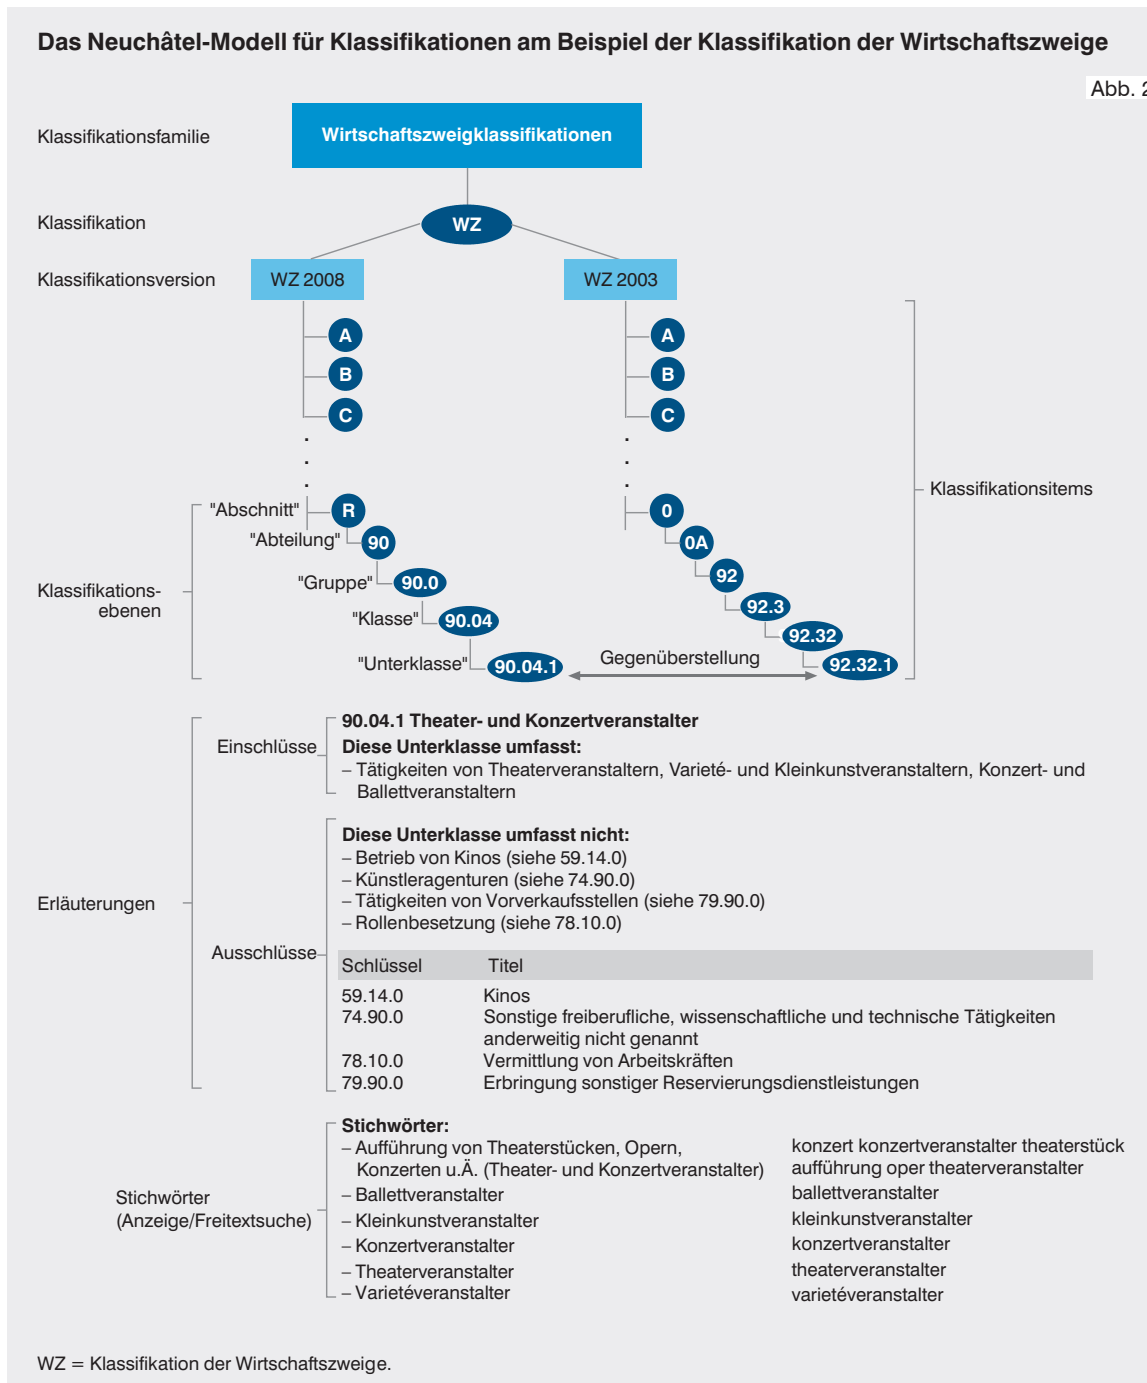 Das Neuchâtel-Modell für Klassifikationen am Beispiel der Klassifikation der Wirtschaftszweige
Abb. 2
Klassifikationsfamilie
Wirtschaftszweigklassifikationen
Klassifikation
WZ
Klassifikationsversion
WZ 2008
WZ 2003
A
A
B
B
C
C
.
.
.
.
.
.
Klassifikationsitems
"Abschnitt"
R
0
"Abteilung"
90
0A
"Gruppe"
90.0
92
Klassifikations-
ebenen
"Klasse"
90.04
92.3
92.32
"Unterklasse"
90.04.1
Gegenüberstellung
92.32.1
Erläuterungen
Einschlüsse
90.04.1 Theater- und Konzertveranstalter
Diese Unterklasse umfasst:
– Tätigkeiten von Theaterveranstaltern, Varieté- und Kleinkunstveranstaltern, Konzert- und
Ballettveranstaltern
Ausschlüsse
Diese Unterklasse umfasst nicht:
– Betrieb von Kinos (siehe 59.14.0)
– Künstleragenturen (siehe 74.90.0)
– Tätigkeiten von Vorverkaufsstellen (siehe 79.90.0)
– Rollenbesetzung (siehe 78.10.0)
Schlüssel Titel
59.14.0 Kinos
74.90.0 Sonstige freiberufliche, wissenschaftliche und technische Tätigkeiten
anderweitig nicht genannt
78.10.0 Vermittlung von Arbeitskräften
79.90.0 Erbringung sonstiger Reservierungsdienstleistungen
Stichwörter
(Anzeige/Freitextsuche)
Stichwörter:
– Aufführung von Theaterstücken, Opern,
Konzerten u.Ä. (Theater- und Konzertveranstalter)
konzert konzertveranstalter theaterstück
aufführung oper theaterveranstalter
– Ballettveranstalter
ballettveranstalter
– Kleinkunstveranstalter
kleinkunstveranstalter
– Konzertveranstalter
konzertveranstalter
– Theaterveranstalter
theaterveranstalter
– Varietéveranstalter
varietéveranstalter
WZ = Klassifikation der Wirtschaftszweige.